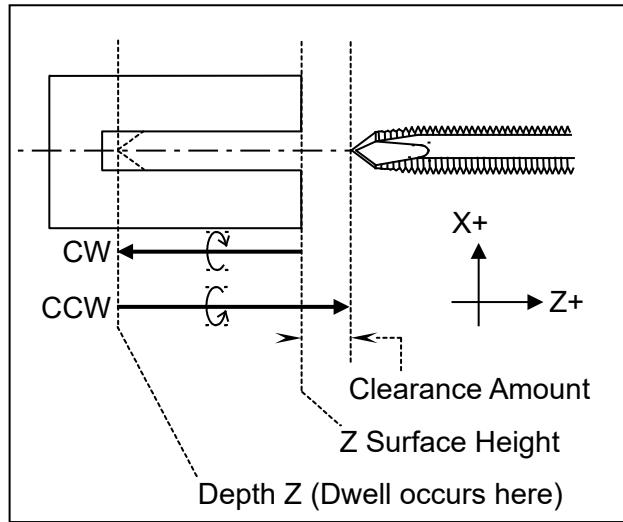 CW
CCW
X+
Z+
Clearance Amount
Z Surface Height
Depth Z (Dwell occurs here)